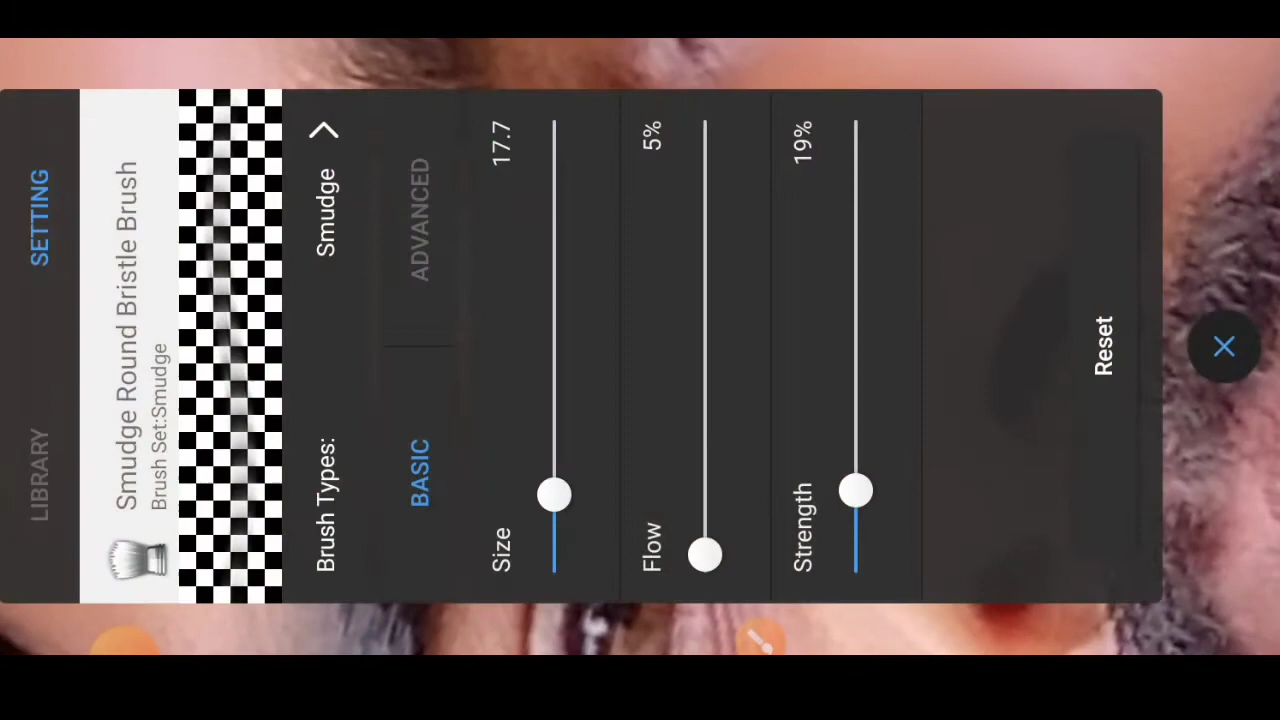 LIBRARY SETTING
Smudge Round Bristle Brush
Brush Set:Smudge
Brush Types: Smudge
BASIC ADVANCED
Size 17.7
Flow 5%
Strength 19%
Reset